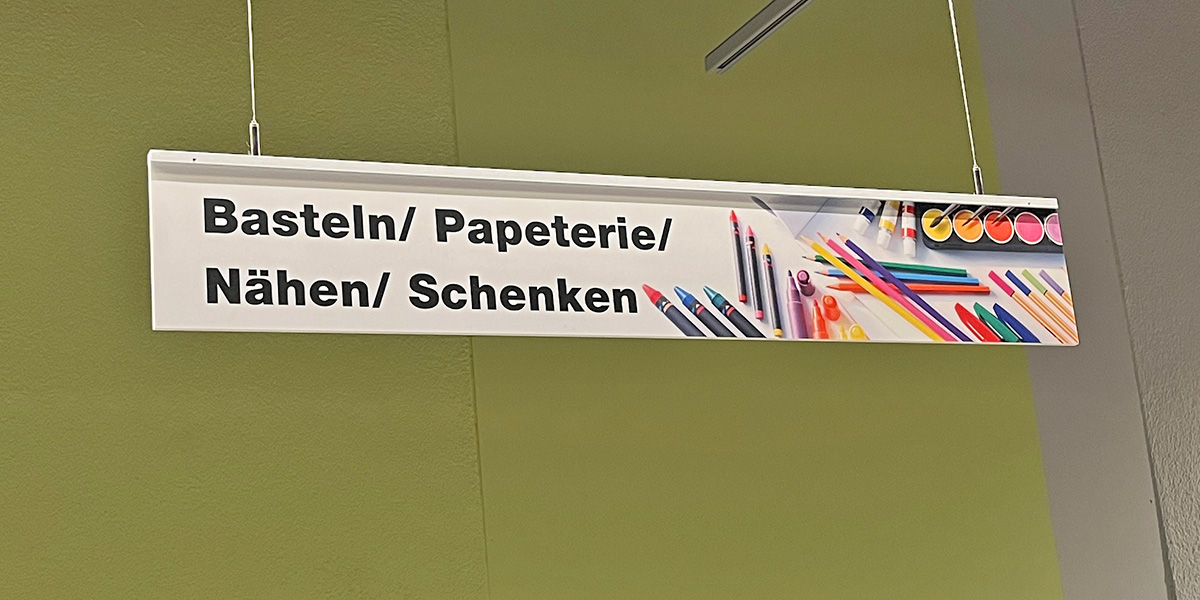 Basteln/ Papeterie/
Nähen/ Schenken